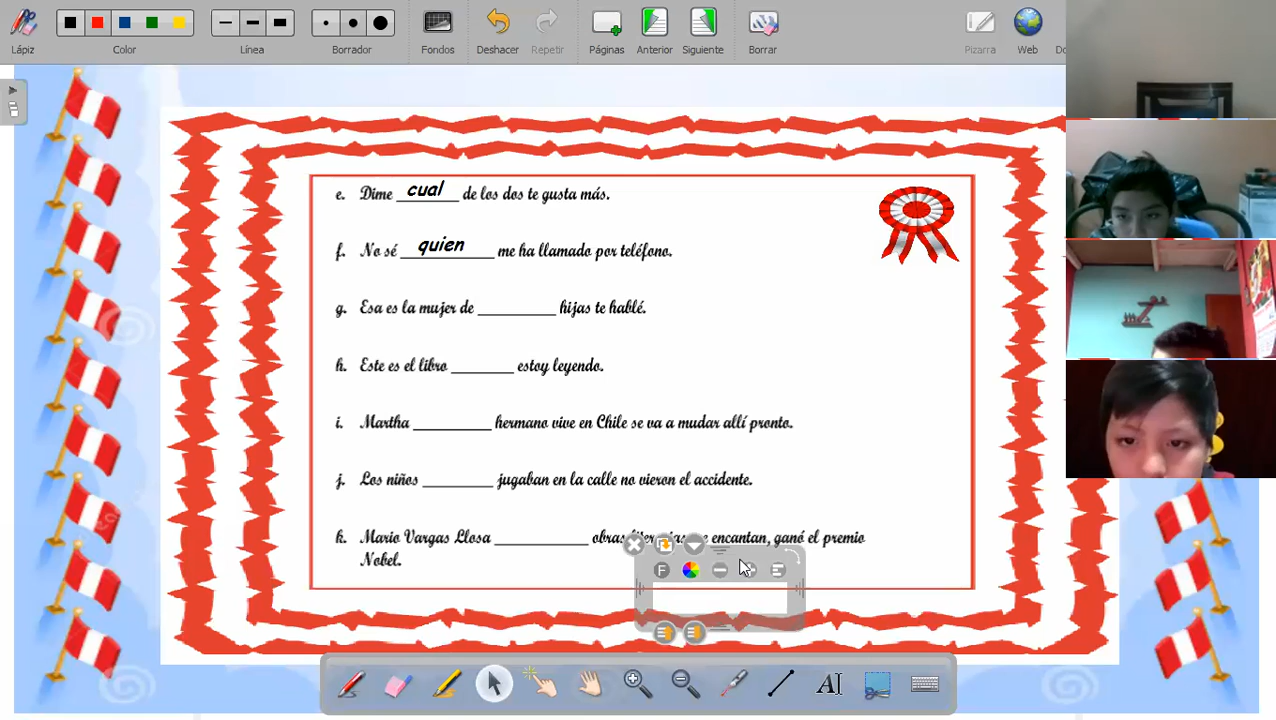 Lápiz Color Línea Borrador Fondos Deshacer Repetir Páginas Anterior Siguiente Borrar Pizarra Web
e. Dime cual de los dos te gusta más.
f. No sé quien me ha llamado por teléfono.
g. Esa es la mujer de __________ hijas te hablé.
h. Este es el libro ________ estoy leyendo.
i. Martha __________ hermano vive en Chile se va a mudar allí pronto.
j. Los niños _________ jugaban en la calle no vieron el accidente.
k. Mario Vargas Llosa ____________ obras encantan, ganó el premio
Nobel.